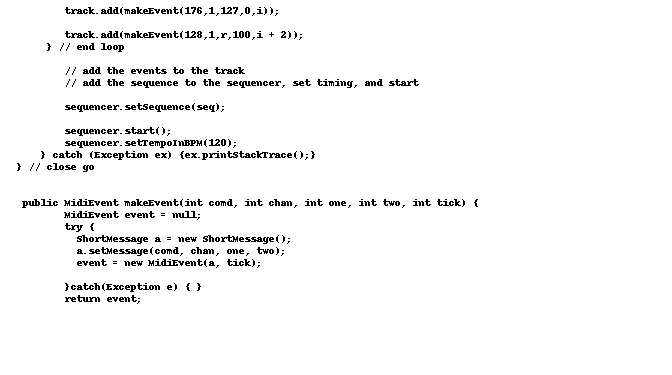 track.add(makeEvent(176,1,127,0,i));
track.add(makeEvent(128,1,r,100,i + 2));
} // end loop
// add the events to the track
// add the sequence to the sequencer, set timing, and start
sequencer.setSequence(seq);
sequencer.start();
sequencer.setTempoInBPM(120);
} catch (Exception ex) {ex.printStackTrace();}
} // close go
public MidiEvent makeEvent(int comd, int chan, int one, int two, int tick) {
MidiEvent event = null;
try {
ShortMessage a = new ShortMessage();
a.setMessage(comd, chan, one, two);
event = new MidiEvent(a, tick);
}catch(Exception e) { }
return event;